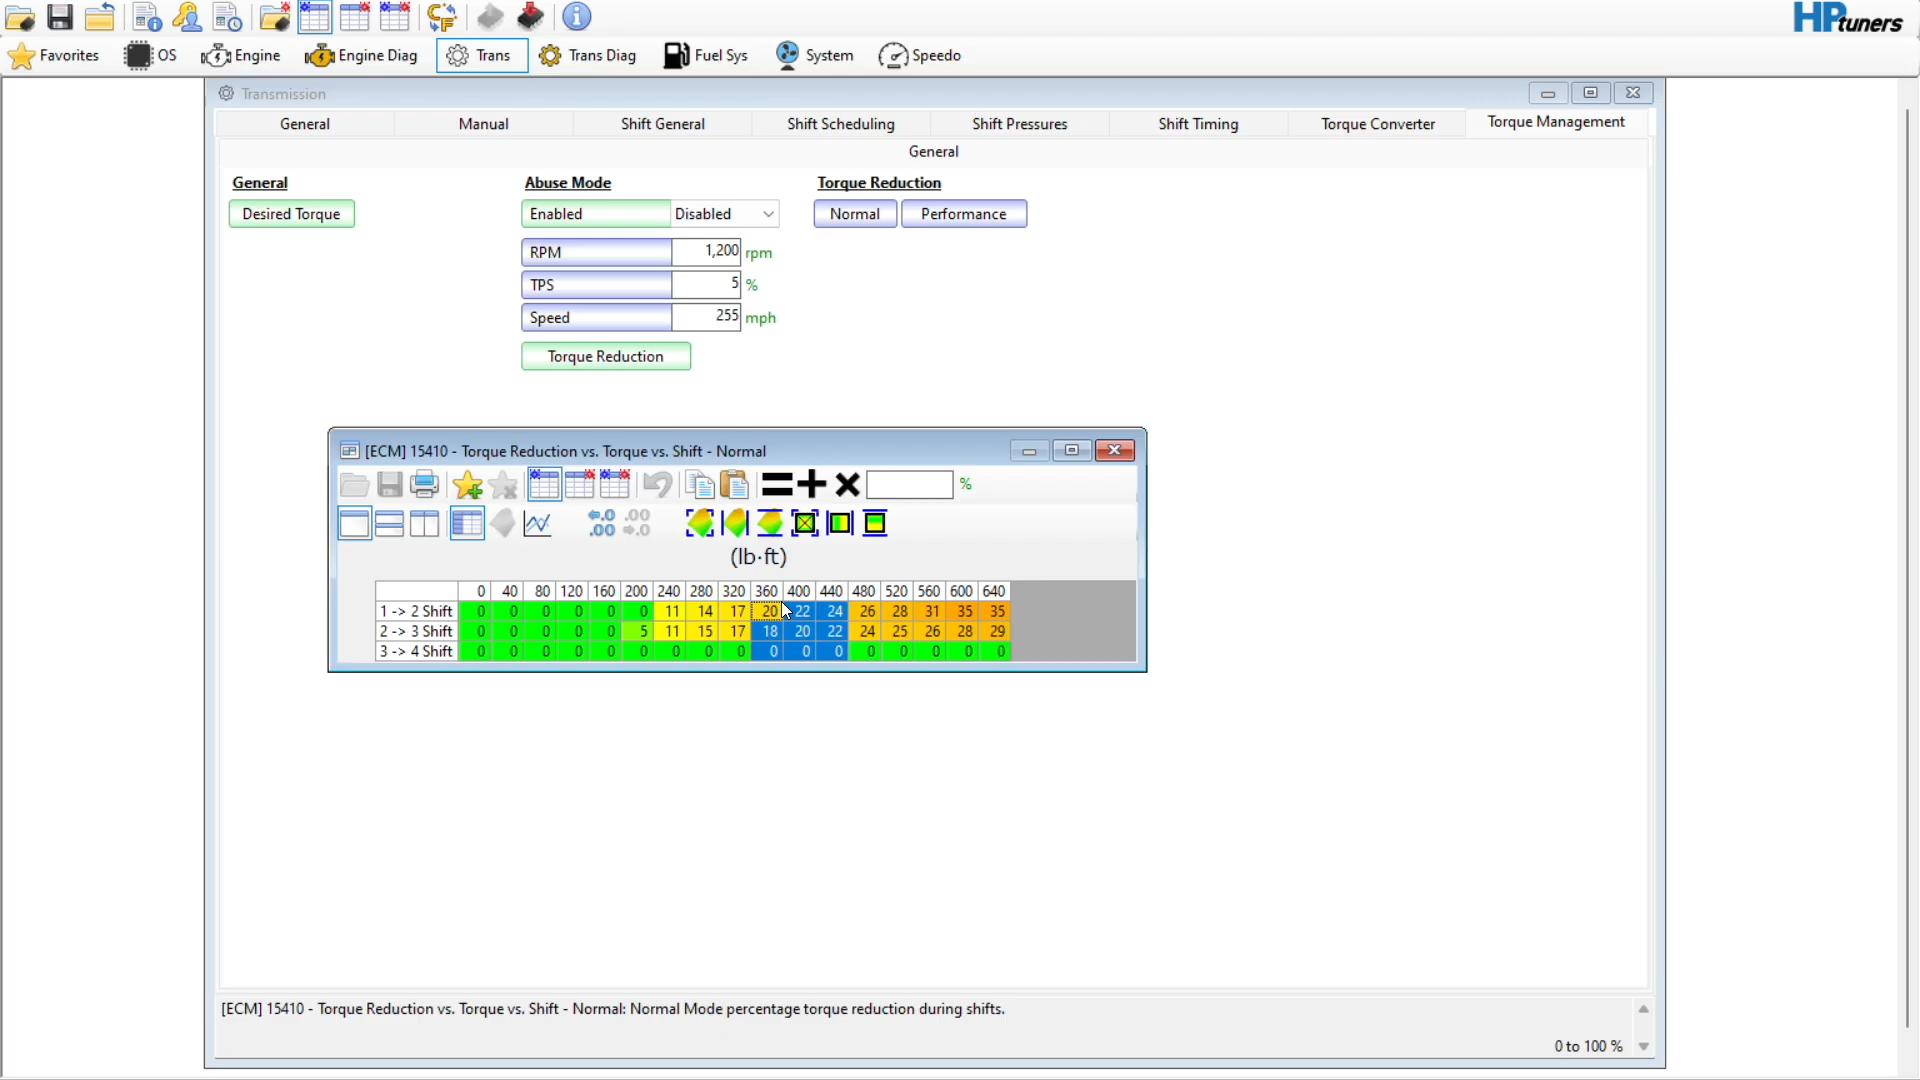 HPtuners
Favorites OS Engine Engine Diag Trans Trans Diag Fuel Sys System Speedo
Transmission
General Manual Shift General Shift Scheduling Shift Pressures Shift Timing Torque Converter Torque Management
General
General Abuse Mode Torque Reduction
Desired Torque Enabled Disabled Normal Performance
RPM 1,200 rpm
TPS 5 %
Speed 255 mph
Torque Reduction
[ECM] 15410 - Torque Reduction vs. Torque vs. Shift - Normal
%
(lb·ft)
0 40 80 120 160 200 240 280 320 360 400 440 480 520 560 600 640
1 -> 2 Shift 0 0 0 0 0 0 11 14 17 20 22 24 26 28 31 35 35
2 -> 3 Shift 0 0 0 0 0 5 11 15 17 18 20 22 24 25 26 28 29
3 -> 4 Shift 0 0 0 0 0 0 0 0 0 0 0 0 0 0 0 0 0
[ECM] 15410 - Torque Reduction vs. Torque vs. Shift - Normal: Normal Mode percentage torque reduction during shifts.
0 to 100 %